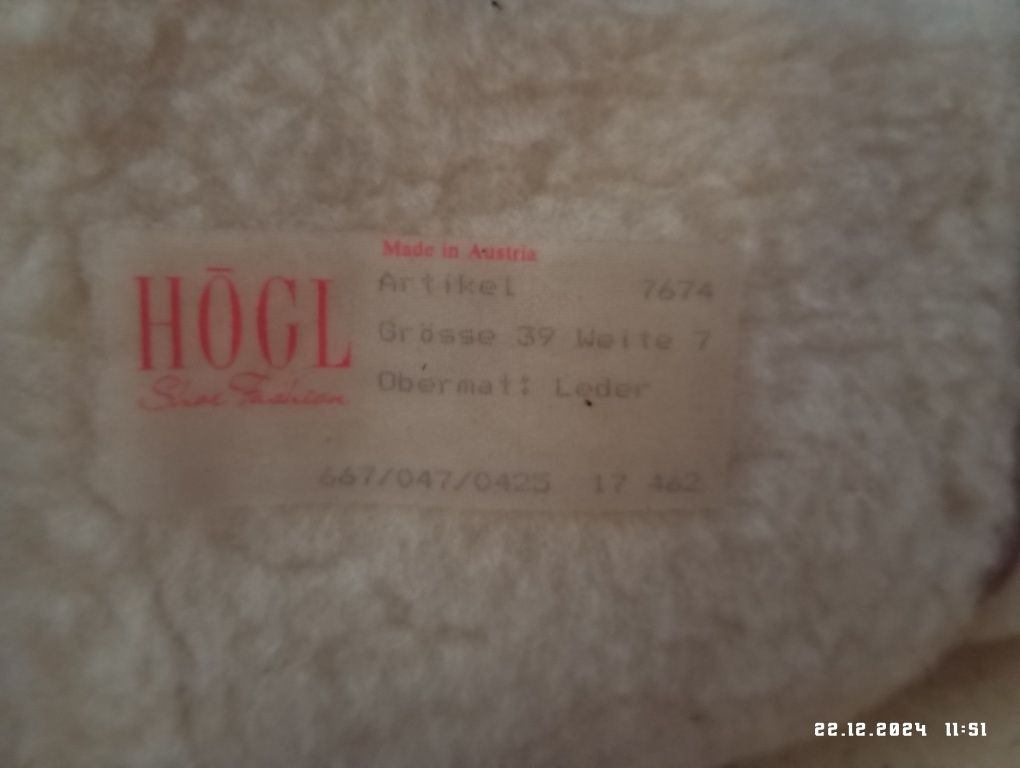 HŌGL
Shoe Fashion
Made in Austria
Artikel 7674
Grösse 39 Weite 7
Obermat: Leder
667/047/0425 17 462
22.12.2024 11:51